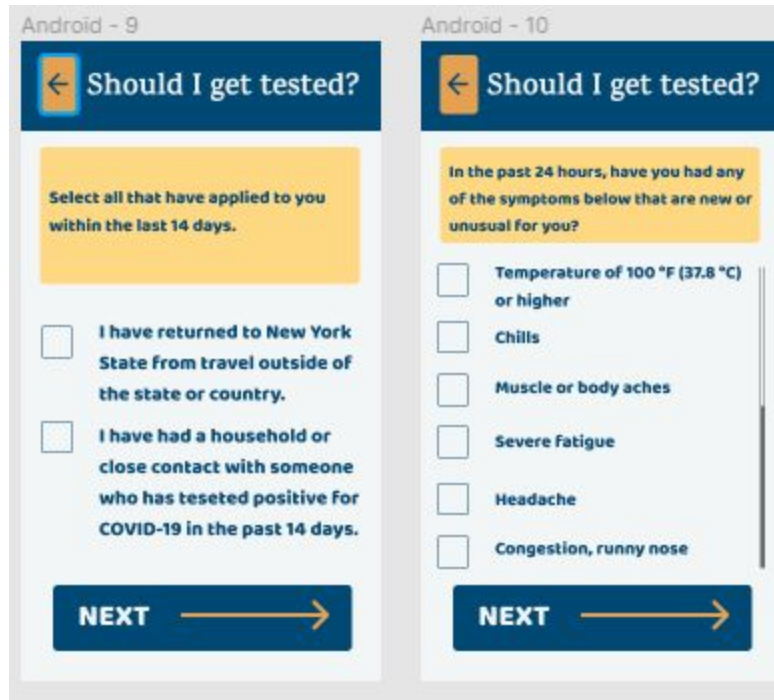 Android - 9
Should I get tested?
Select all that have applied to you
within the last 14 days.
I have returned to New York
State from travel outside of
the state or country.
I have had a household or
close contact with someone
who has teseted positive for
COVID-19 in the past 14 days.
NEXT
Android - 10
Should I get tested?
In the past 24 hours, have you had any
of the symptoms below that are new or
unusual for you?
Temperature of 100 °F (37.8 °C)
or higher
Chills
Muscle or body aches
Severe fatigue
Headache
Congestion, runny nose
NEXT